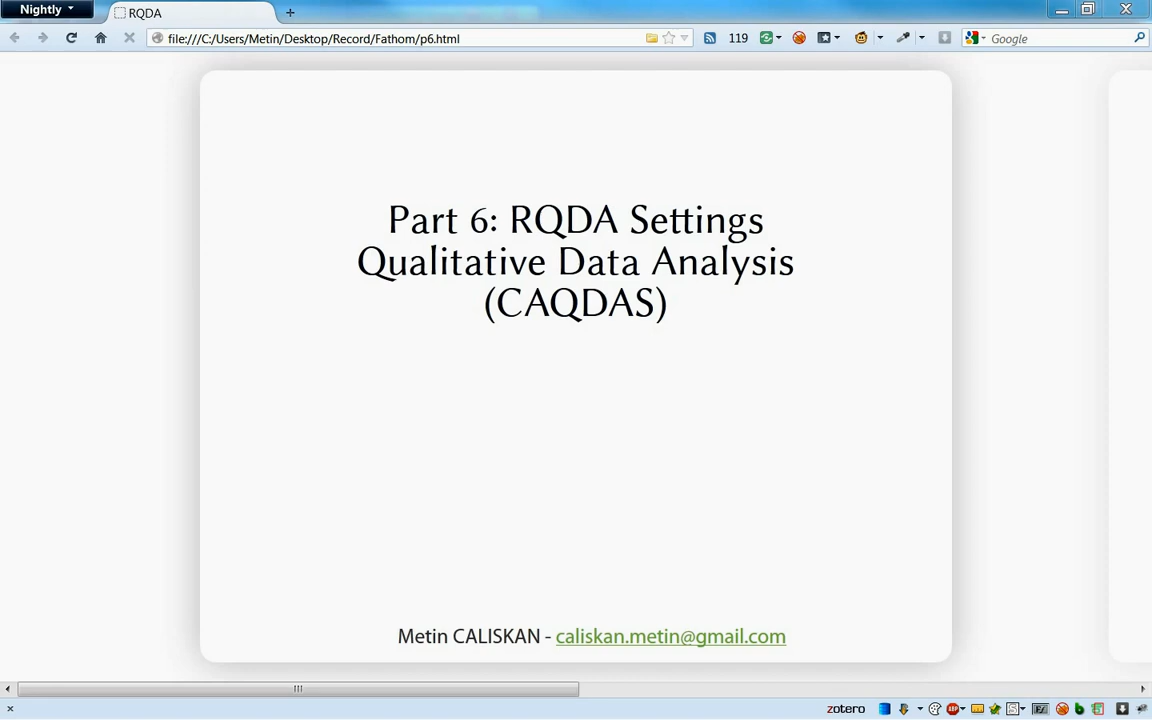 Nightly
RQDA
file:///C:/Users/Metin/Desktop/Record/Fathom/p6.html
119
Google
Part 6: RQDA Settings
Qualitative Data Analysis
(CAQDAS)
Metin CALISKAN - caliskan.metin@gmail.com
zotero
ABP